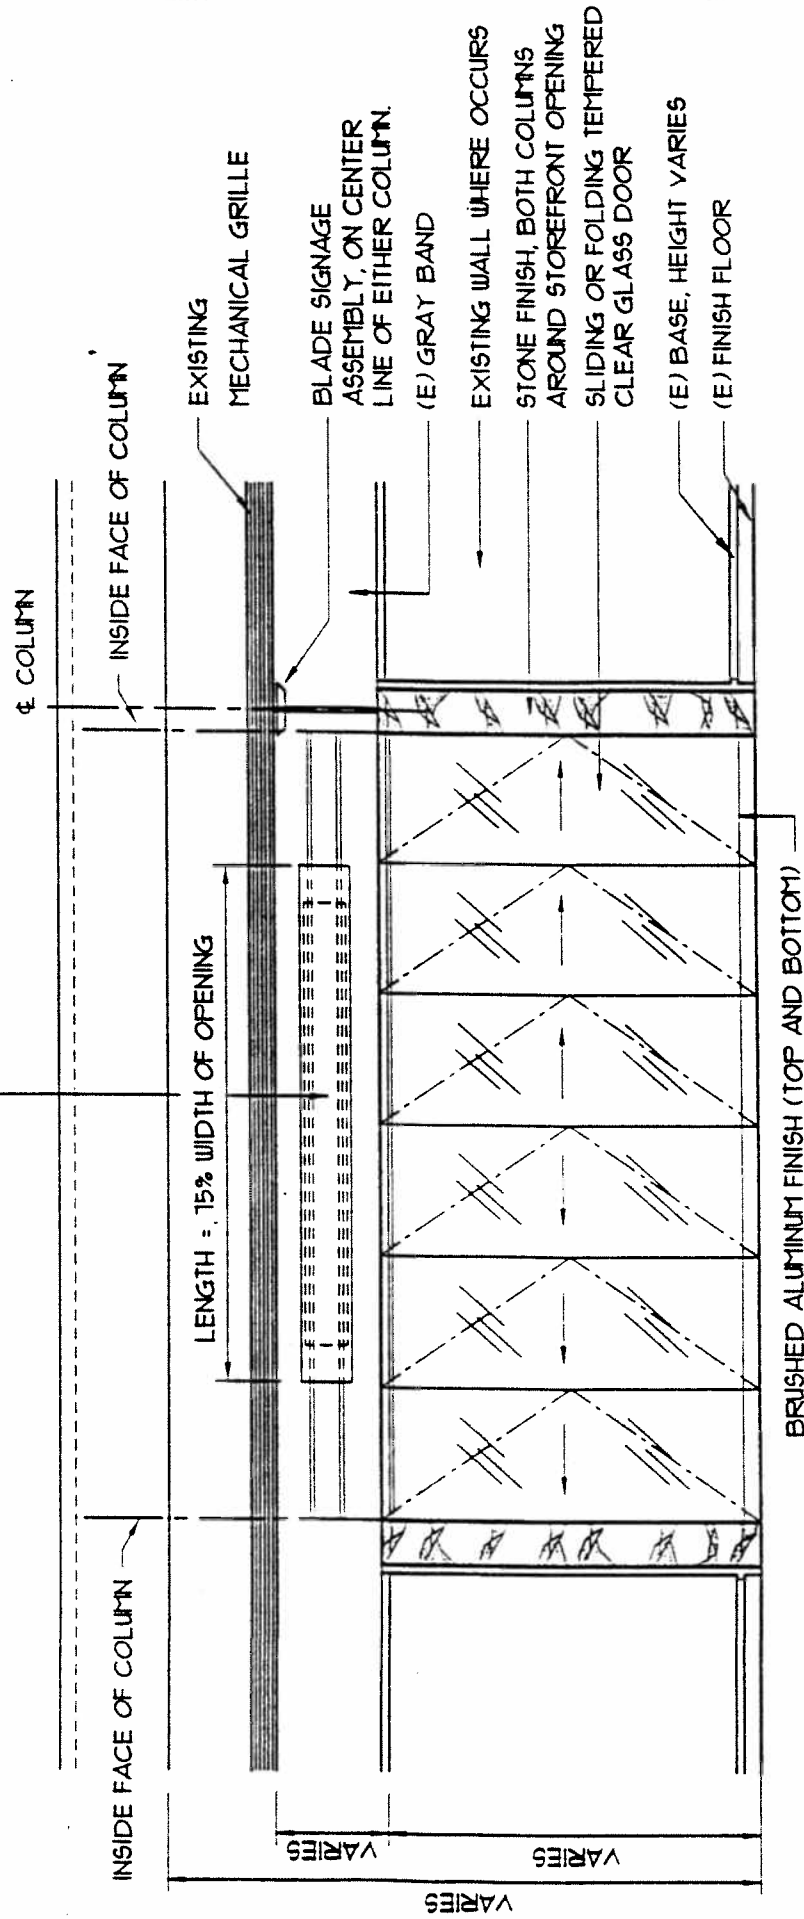 ℄ COLUMN
INSIDE FACE OF COLUMN
EXISTING
MECHANICAL GRILLE
BLADE SIGNAGE
ASSEMBLY, ON CENTER
LINE OF EITHER COLUMN.
(E) GRAY BAND
EXISTING WALL WHERE OCCURS
STONE FINISH, BOTH COLUMNS
AROUND STOREFRONT OPENING
SLIDING OR FOLDING TEMPERED
CLEAR GLASS DOOR
(E) BASE, HEIGHT VARIES
(E) FINISH FLOOR
LENGTH = .75% WIDTH OF OPENING
BRUSHED ALUMINUM FINISH (TOP AND BOTTOM)
INSIDE FACE OF COLUMN
VARIES
VARIES
VARIES